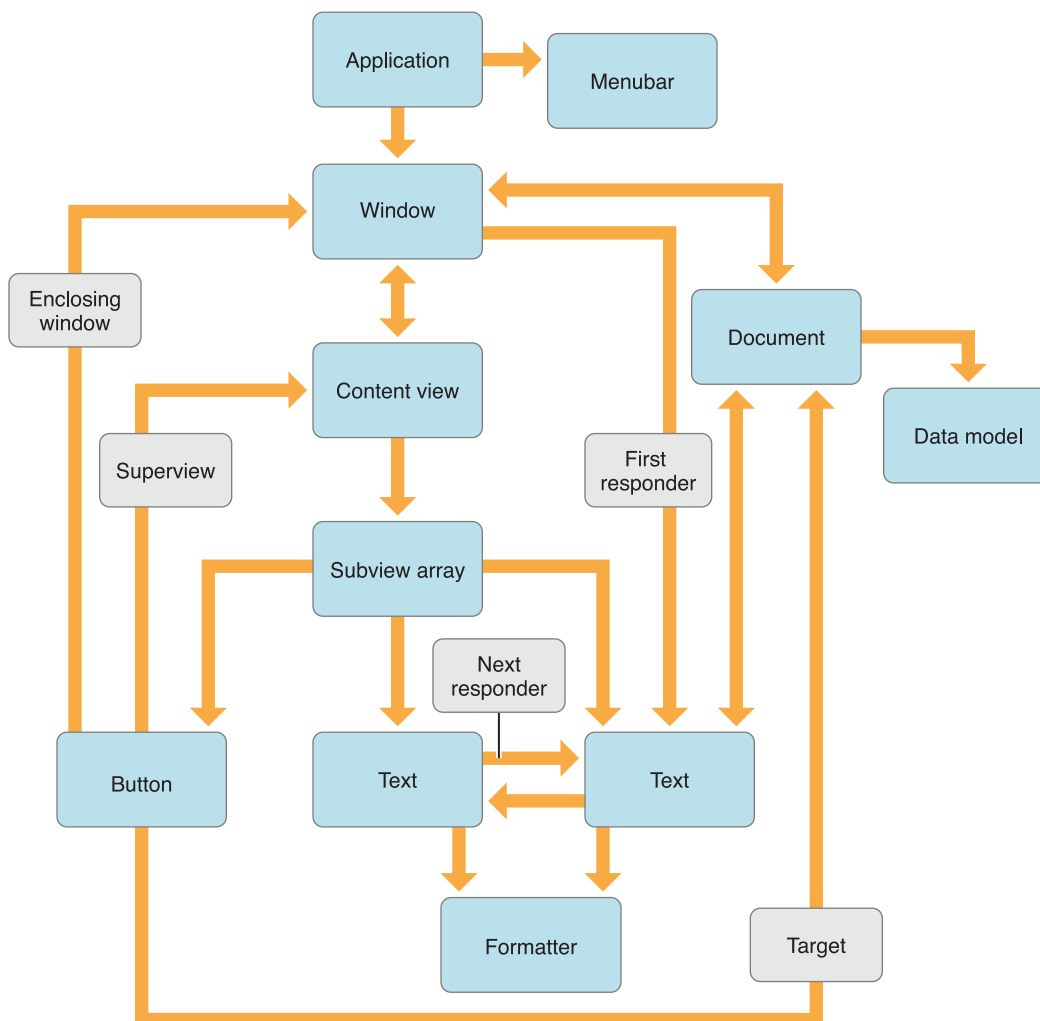 Application
Menubar
Window
Enclosing
window
Document
Content view
Data model
Superview
First
responder
Subview array
Next
responder
Button
Text
Text
Formatter
Target